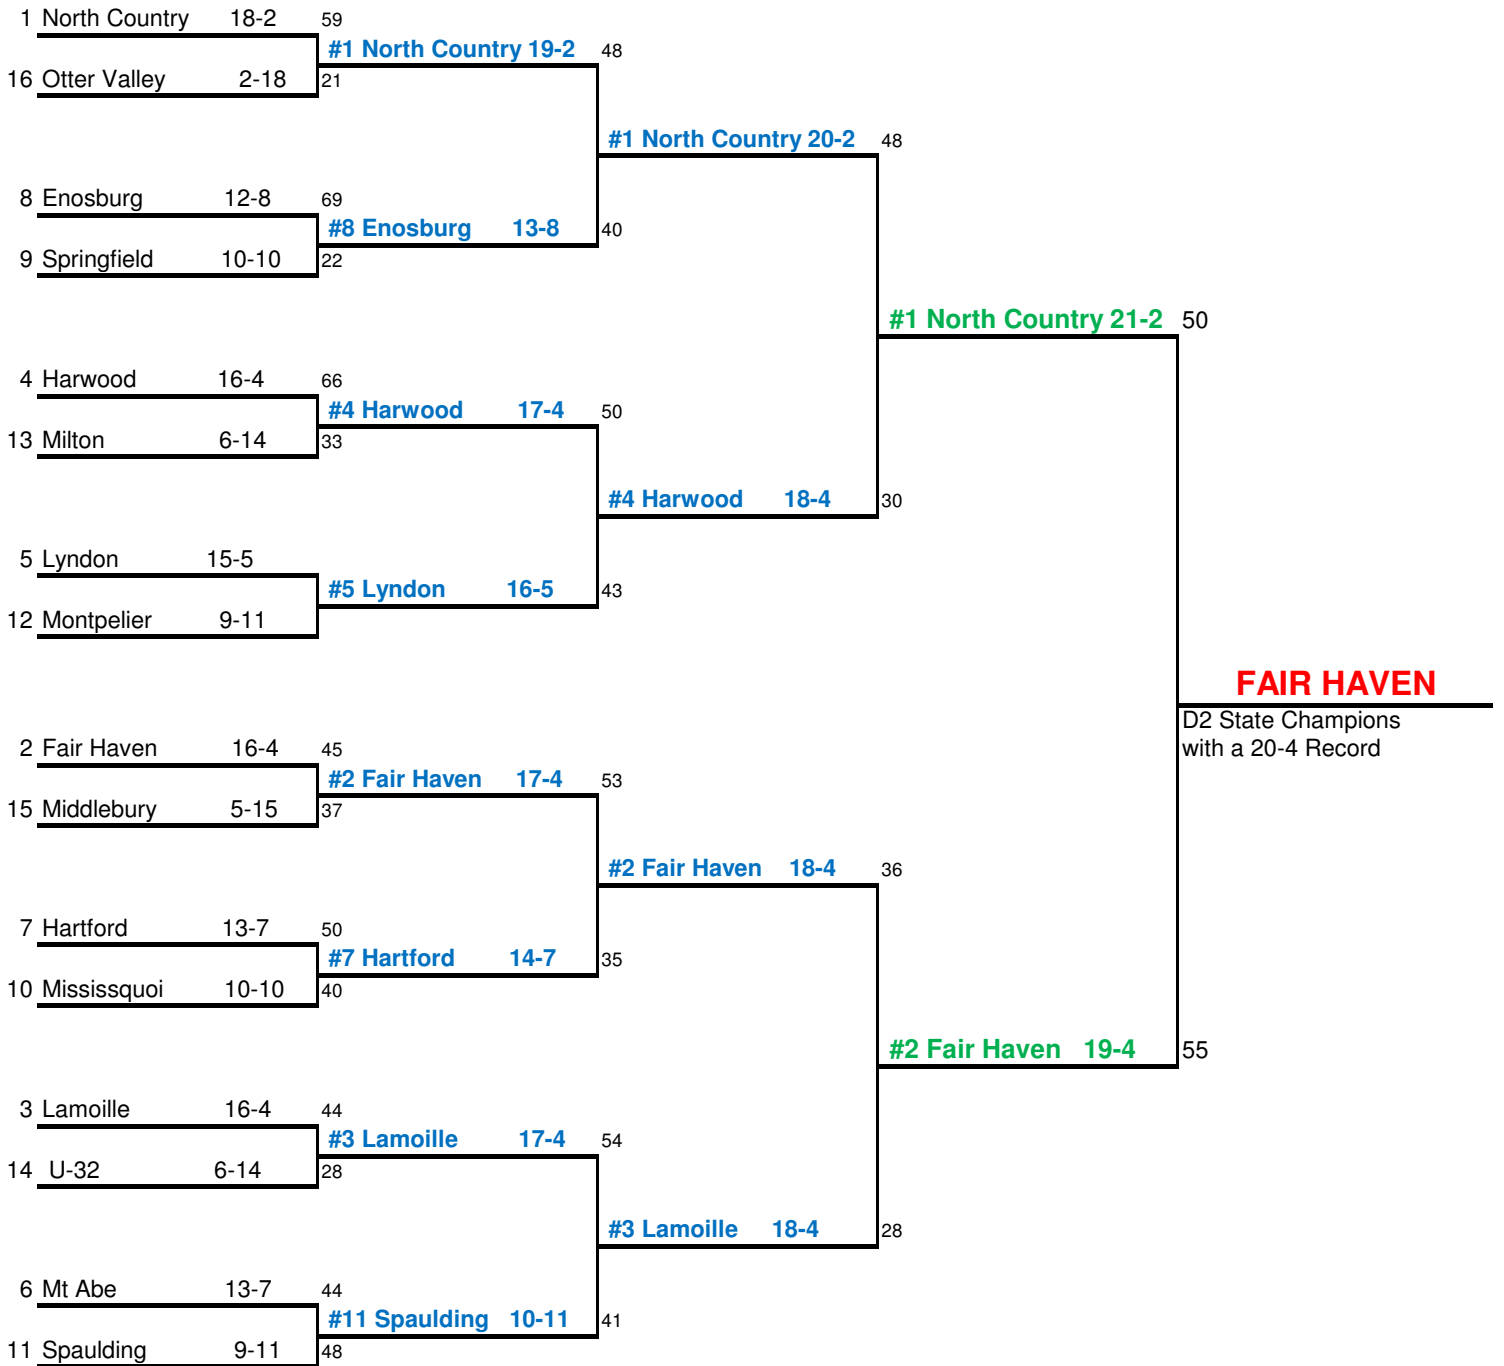 1 North Country 18-2 59
#1 North Country 19-2 48
16 Otter Valley 2-18 21
#1 North Country 20-2 48
8 Enosburg 12-8 69
#8 Enosburg 13-8 40
9 Springfield 10-10 22
#1 North Country 21-2 50
4 Harwood 16-4 66
#4 Harwood 17-4 50
13 Milton 6-14 33
#4 Harwood 18-4 30
5 Lyndon 15-5
#5 Lyndon 16-5 43
12 Montpelier 9-11
FAIR HAVEN
D2 State Champions
with a 20-4 Record
2 Fair Haven 16-4 45
#2 Fair Haven 17-4 53
15 Middlebury 5-15 37
#2 Fair Haven 18-4 36
7 Hartford 13-7 50
#7 Hartford 14-7 35
10 Mississquoi 10-10 40
#2 Fair Haven 19-4 55
3 Lamoille 16-4 44
#3 Lamoille 17-4 54
14 U-32 6-14 28
#3 Lamoille 18-4 28
6 Mt Abe 13-7 44
#11 Spaulding 10-11 41
11 Spaulding 9-11 48